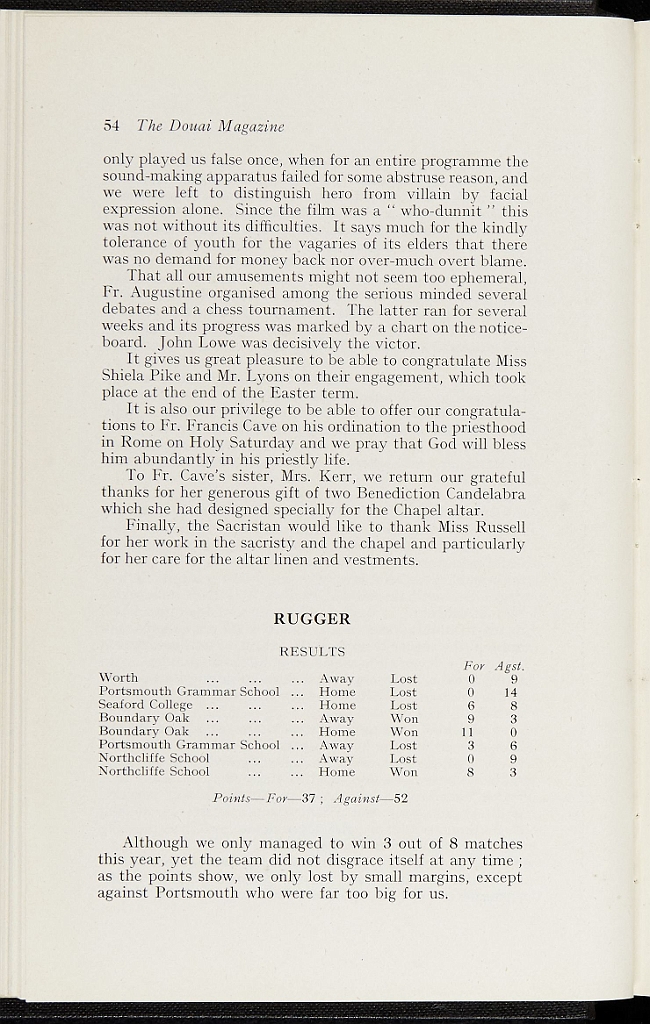 54 The Douai Magazine
only played us false once, when for an entire programme the
sound-making apparatus failed for some abstruse reason, and
we were left to distinguish hero from villain by facial
expression alone. Since the film was a “ who-dunnit ” this
was not without its difficulties. It says much for the kindly
tolerance of youth for the vagaries of its elders that there
was no demand for money back nor over-much overt blame.
That all our amusements might not seem too ephemeral,
Fr. Augustine organised among the serious minded several
debates and a chess tournament. The latter ran for several
weeks and its progress was marked by a chart on the notice-
board. John Lowe was decisively the victor.
It gives us great pleasure to be able to congratulate Miss
Shiela Pike and Mr. Lyons on their engagement, which took
place at the end of the Easter term.
It is also our privilege to be able to offer our congratula-
tions to Fr. Francis Cave on his ordination to the priesthood
in Rome on Holy Saturday and we pray that God will bless
him abundantly in his priestly life.
To Fr. Cave's sister, Mrs. Kerr, we return our grateful
thanks for her generous gift of two Benediction Candelabra
which she had designed specially for the Chapel altar.
Finally, the Sacristan would like to thank Miss Russell
for her work in the sacristy and the chapel and particularly
for her care for the altar linen and vestments.
RUGGER
RESULTS
For Agst.
Worth ... ... ... Away Lost 0 9
Portsmouth Grammar School ... Home Lost 0 14
Seaford College ... ... ... Home Lost 6 8
Boundary Oak ... ... ... Away Won 9 3
Boundary Oak ... ... ... Home Won 11 0
Portsmouth Grammar School ... Away Lost 3 6
Northcliffe School ... ... Away Lost 0 9
Northcliffe School ... ... Home Won 8 3
Points—For—37 ; Against—52
Although we only managed to win 3 out of 8 matches
this year, yet the team did not disgrace itself at any time ;
as the points show, we only lost by small margins, except
against Portsmouth who were far too big for us.